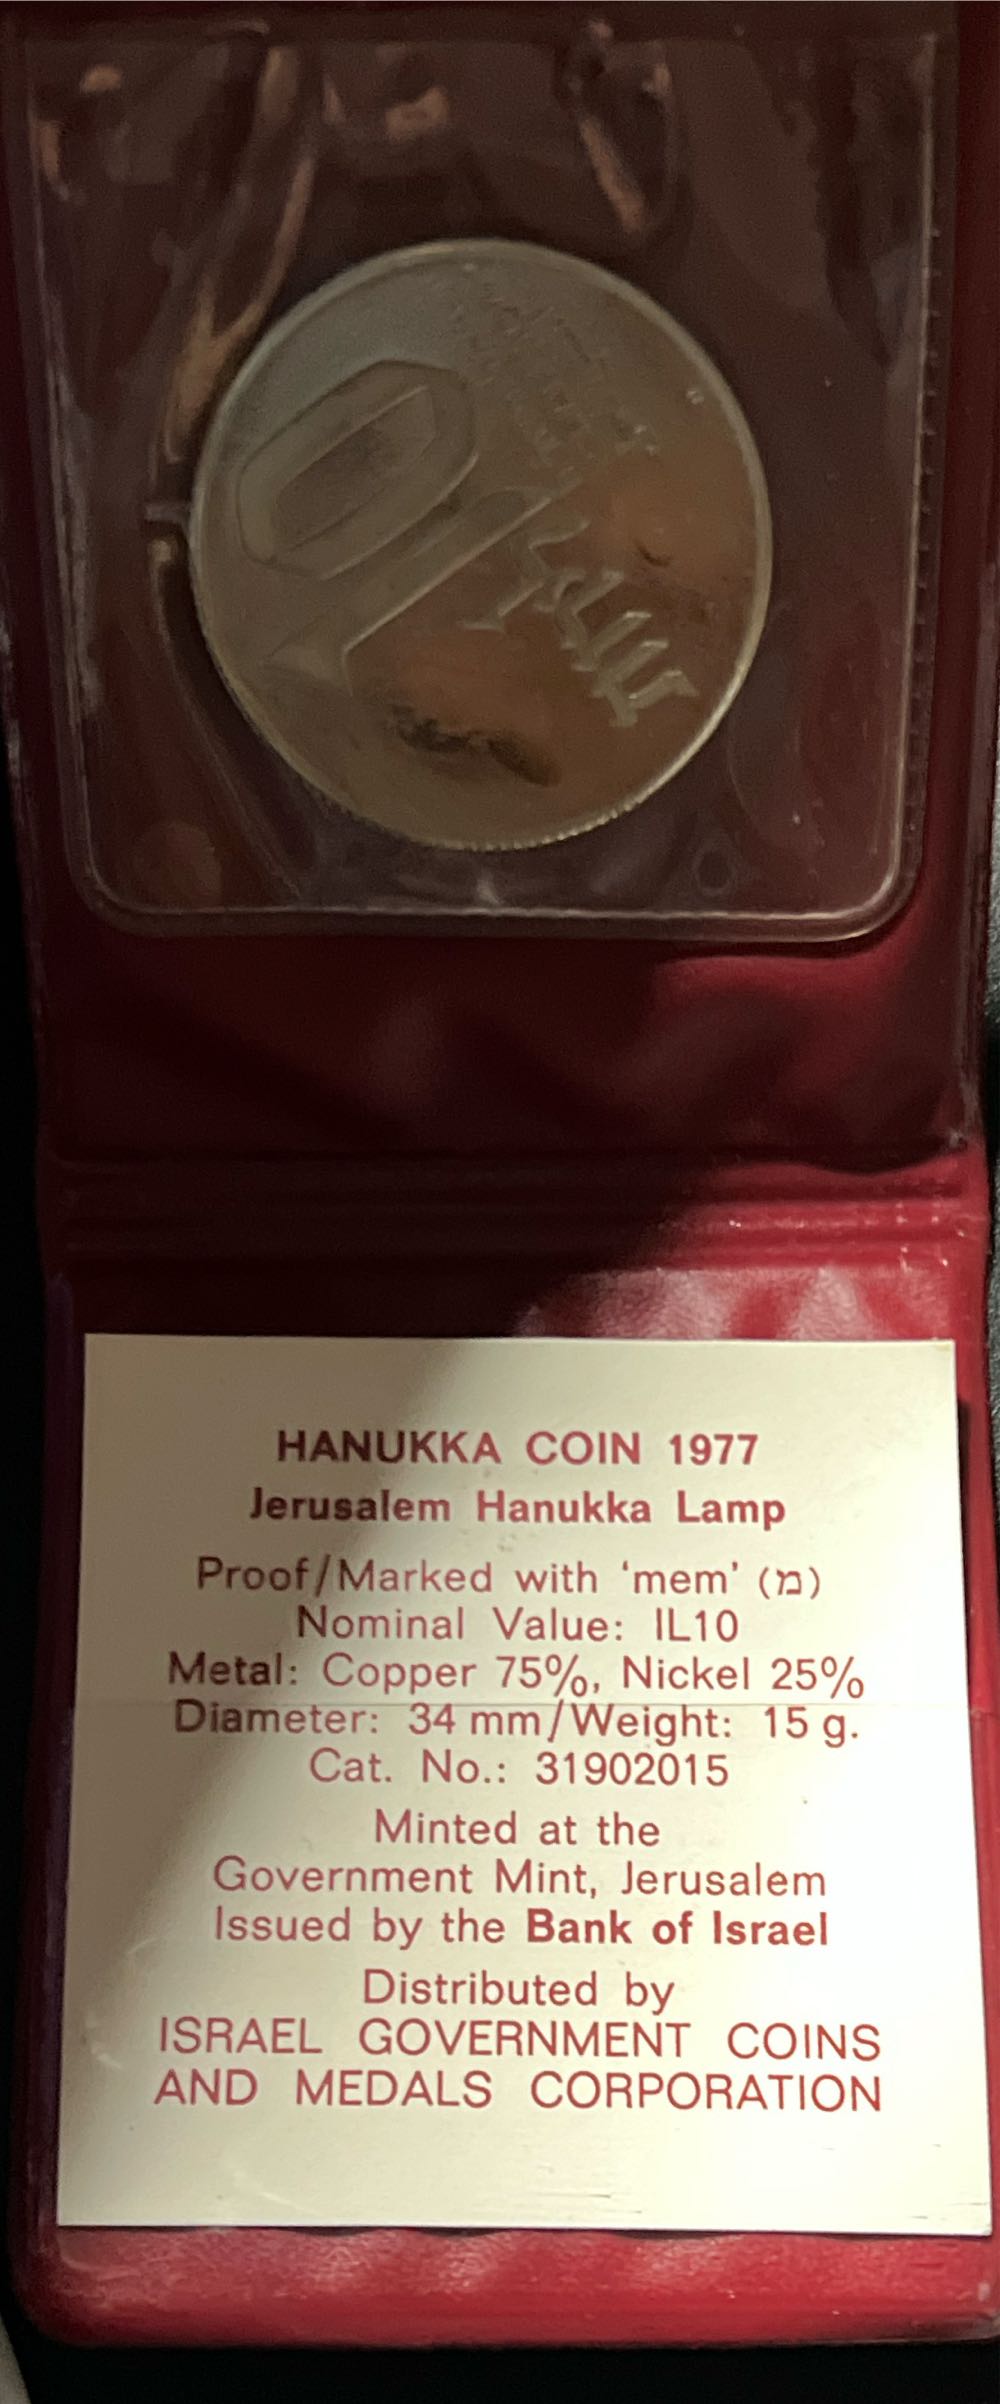 10
HANUKKA COIN 1977
Jerusalem Hanukka Lamp
Proof/Marked with ‘mem’ (מ)
Nominal Value: IL10
Metal: Copper 75%, Nickel 25%
Diameter: 34 mm/Weight: 15 g.
Cat. No.: 31902015
Minted at the
Government Mint, Jerusalem
Issued by the Bank of Israel
Distributed by
ISRAEL GOVERNMENT COINS
AND MEDALS CORPORATION